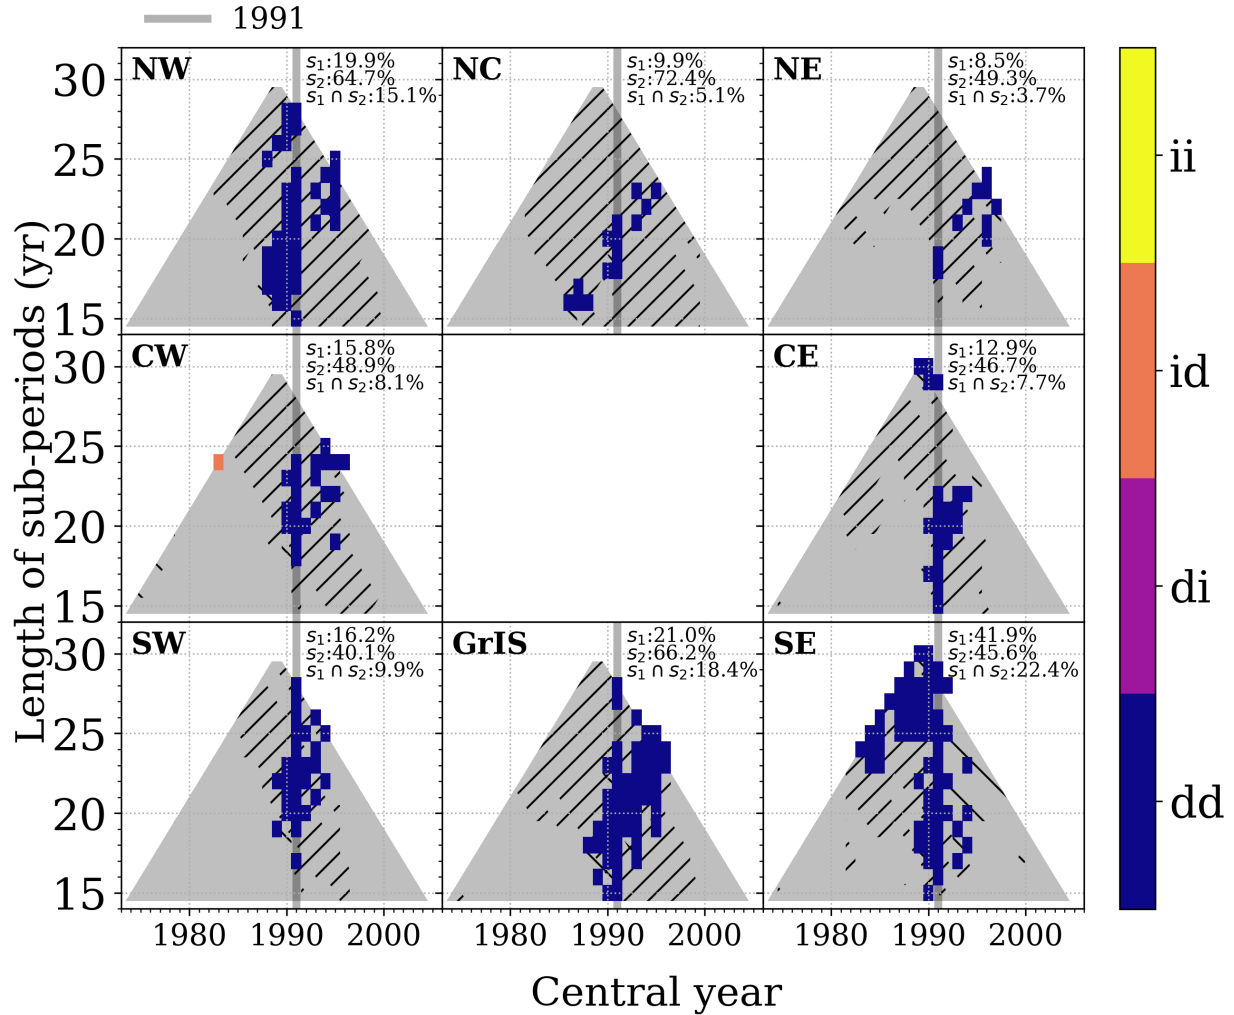 1991
NW
s₁:19.9%
s₂:64.7%
s₁ ∩ s₂:15.1%
NC
s₁:9.9%
s₂:72.4%
s₁ ∩ s₂:5.1%
NE
s₁:8.5%
s₂:49.3%
s₁ ∩ s₂:3.7%
30
25
20
15
CW
s₁:15.8%
s₂:48.9%
s₁ ∩ s₂:8.1%
CE
s₁:12.9%
s₂:46.7%
s₁ ∩ s₂:7.7%
30
25
20
15
SW
s₁:16.2%
s₂:40.1%
s₁ ∩ s₂:9.9%
GrIS
s₁:21.0%
s₂:66.2%
s₁ ∩ s₂:18.4%
SE
s₁:41.9%
s₂:45.6%
s₁ ∩ s₂:22.4%
30
25
20
15
Length of sub-periods (yr)
1980 1990 2000
1980 1990 2000
1980 1990 2000
Central year
ii
id
di
dd